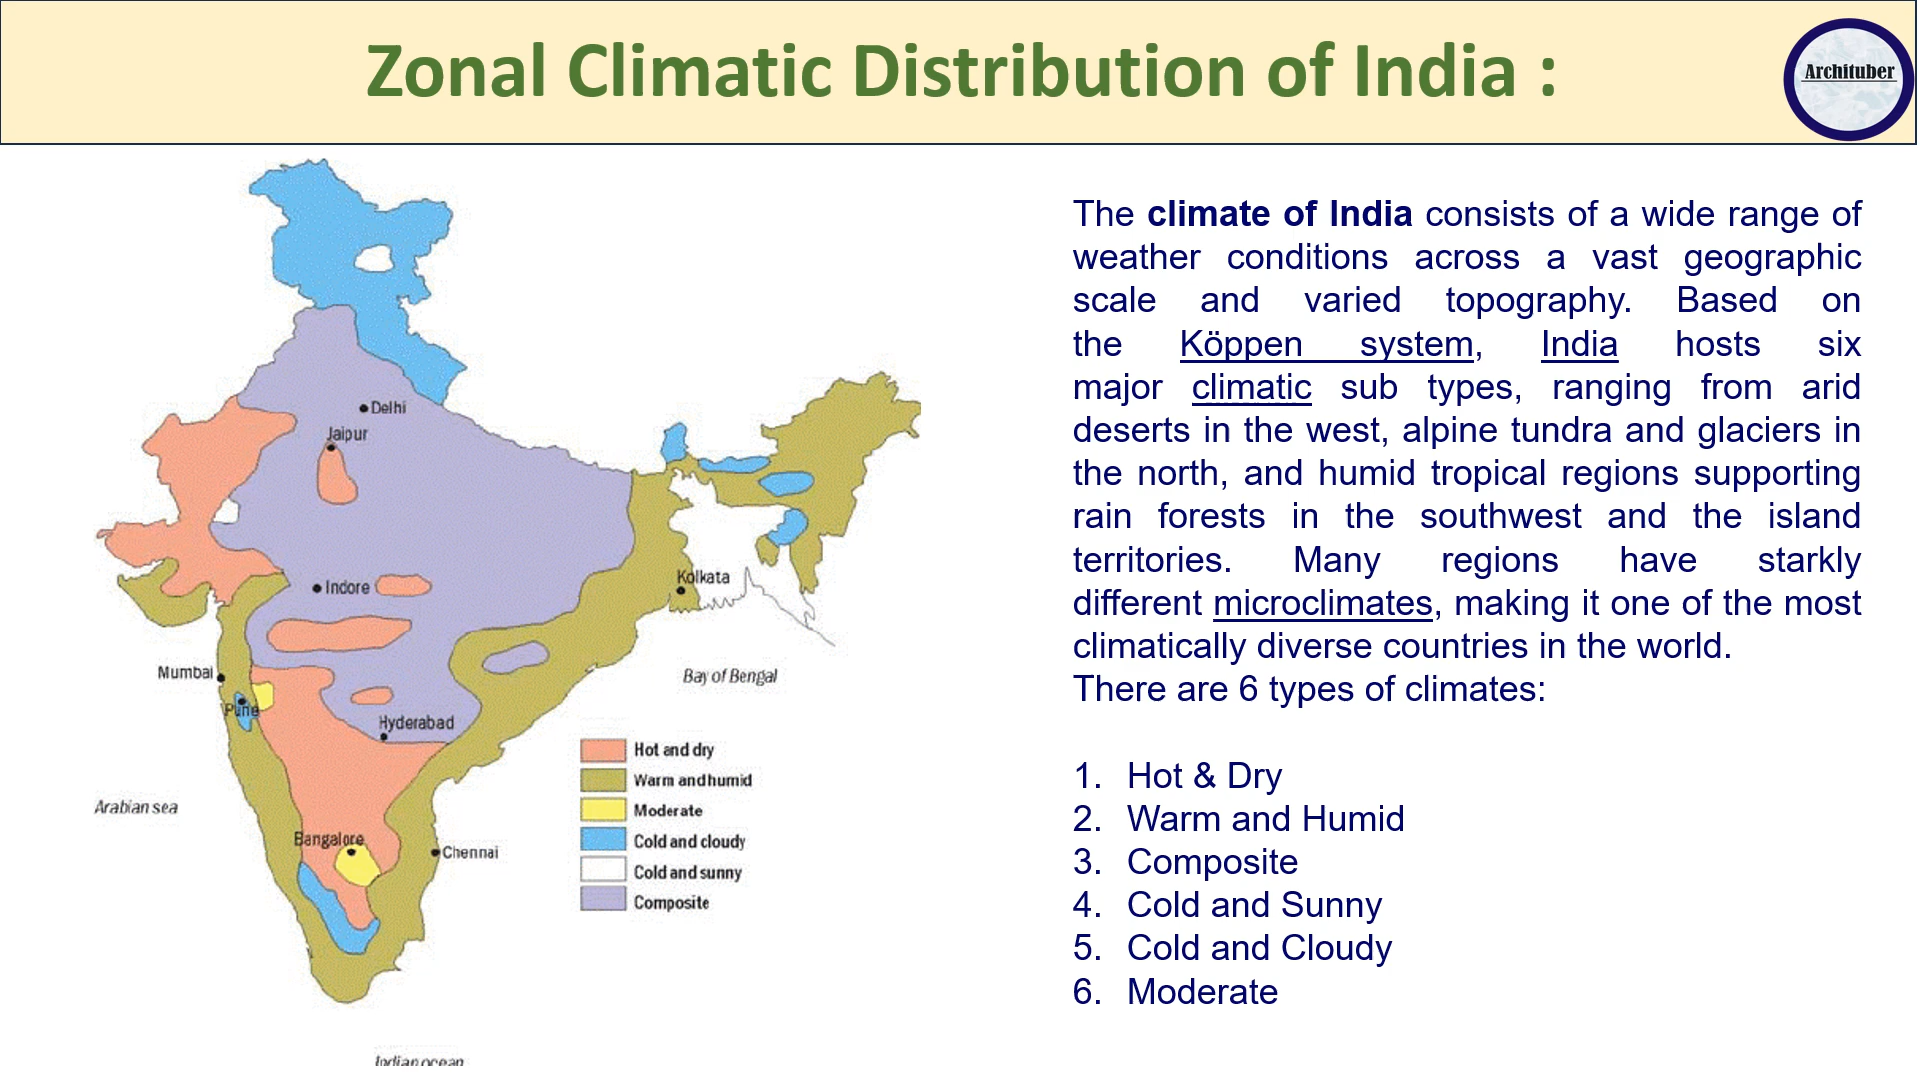 Zonal Climatic Distribution of India :
Archituber
The climate of India consists of a wide range of
weather conditions across a vast geographic
scale and varied topography. Based on
the Köppen system, India hosts six
major climatic sub types, ranging from arid
deserts in the west, alpine tundra and glaciers in
the north, and humid tropical regions supporting
rain forests in the southwest and the island
territories. Many regions have starkly
different microclimates, making it one of the most
climatically diverse countries in the world.
There are 6 types of climates:
1. Hot & Dry
2. Warm and Humid
3. Composite
4. Cold and Sunny
5. Cold and Cloudy
6. Moderate
Delhi
Jaipur
Indore
Kolkata
Mumbai
Bay of Bengal
Pune
Hyderabad
Hot and dry
Warm and humid
Moderate
Cold and cloudy
Cold and sunny
Composite
Arabian sea
Bangalore
Chennai
Indian ocean